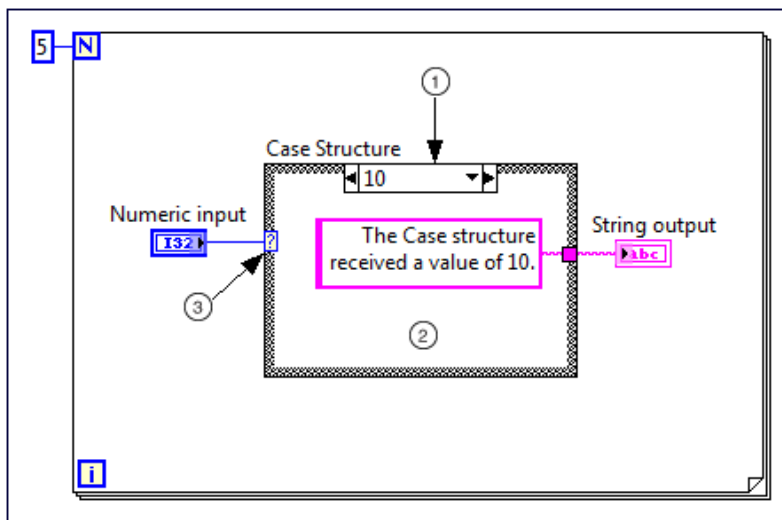 5 N
1
Case Structure
10
Numeric input
I32
?
The Case structure
received a value of 10.
String output
abc
3
2
i